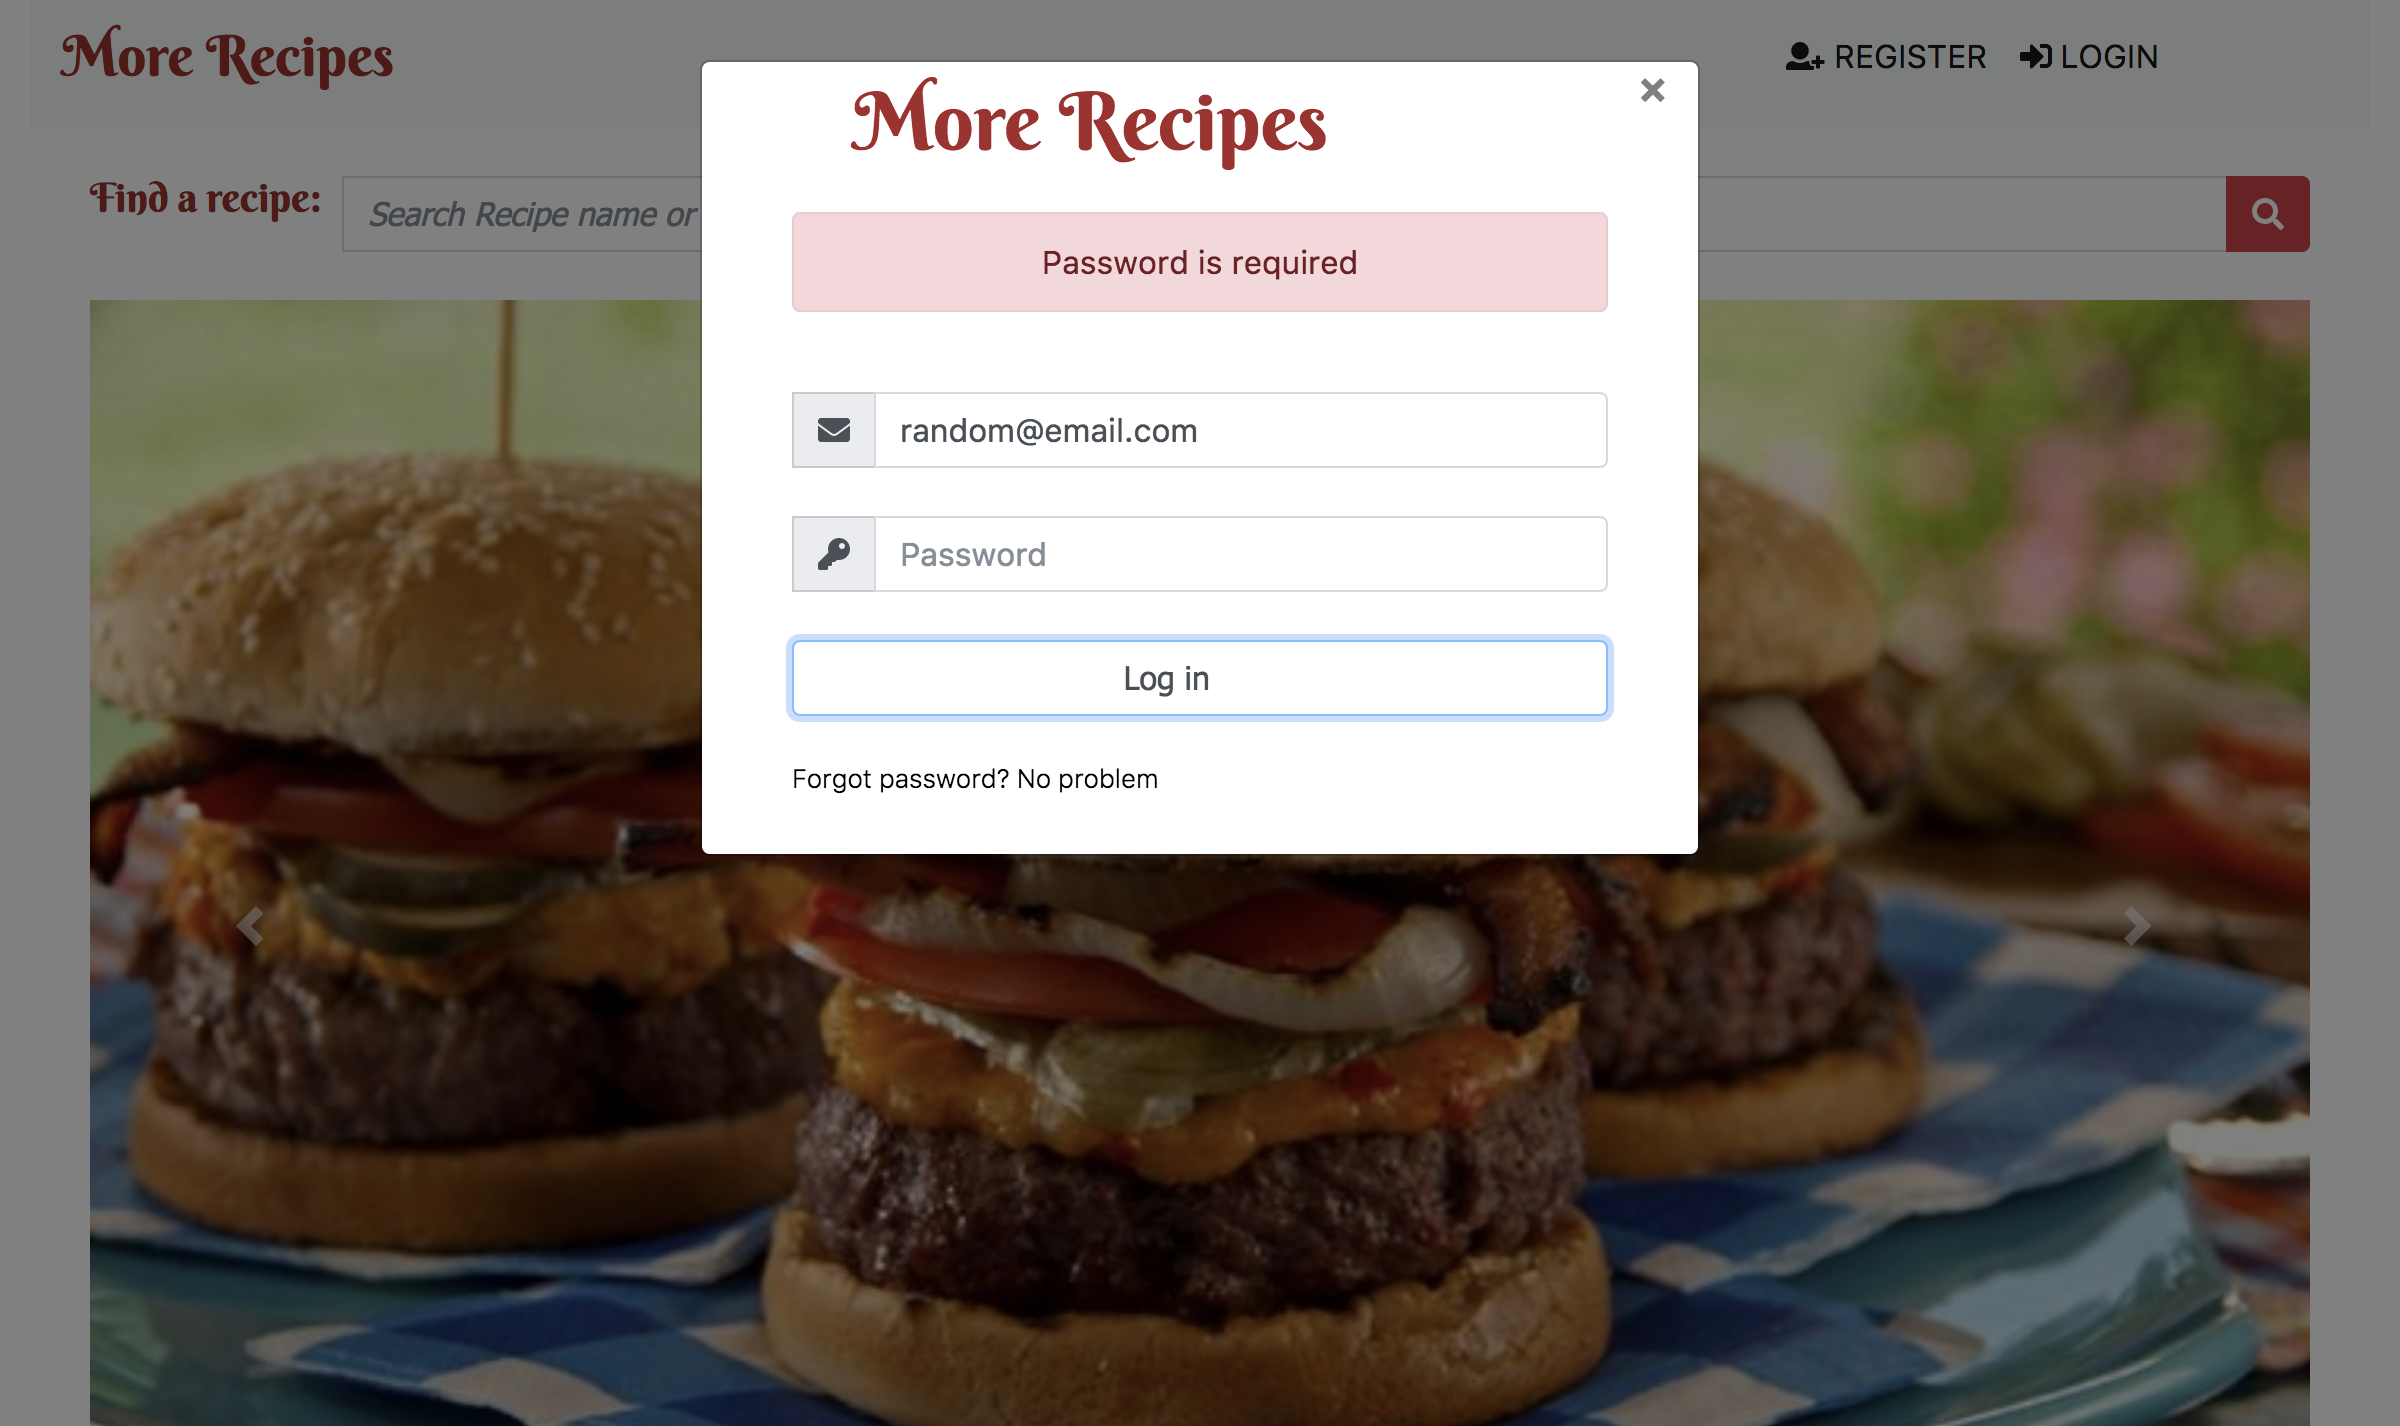 More Recipes
REGISTER LOGIN
Find a recipe:
Search Recipe name or
More Recipes
×
Password is required
random@email.com
Password
Log in
Forgot password? No problem